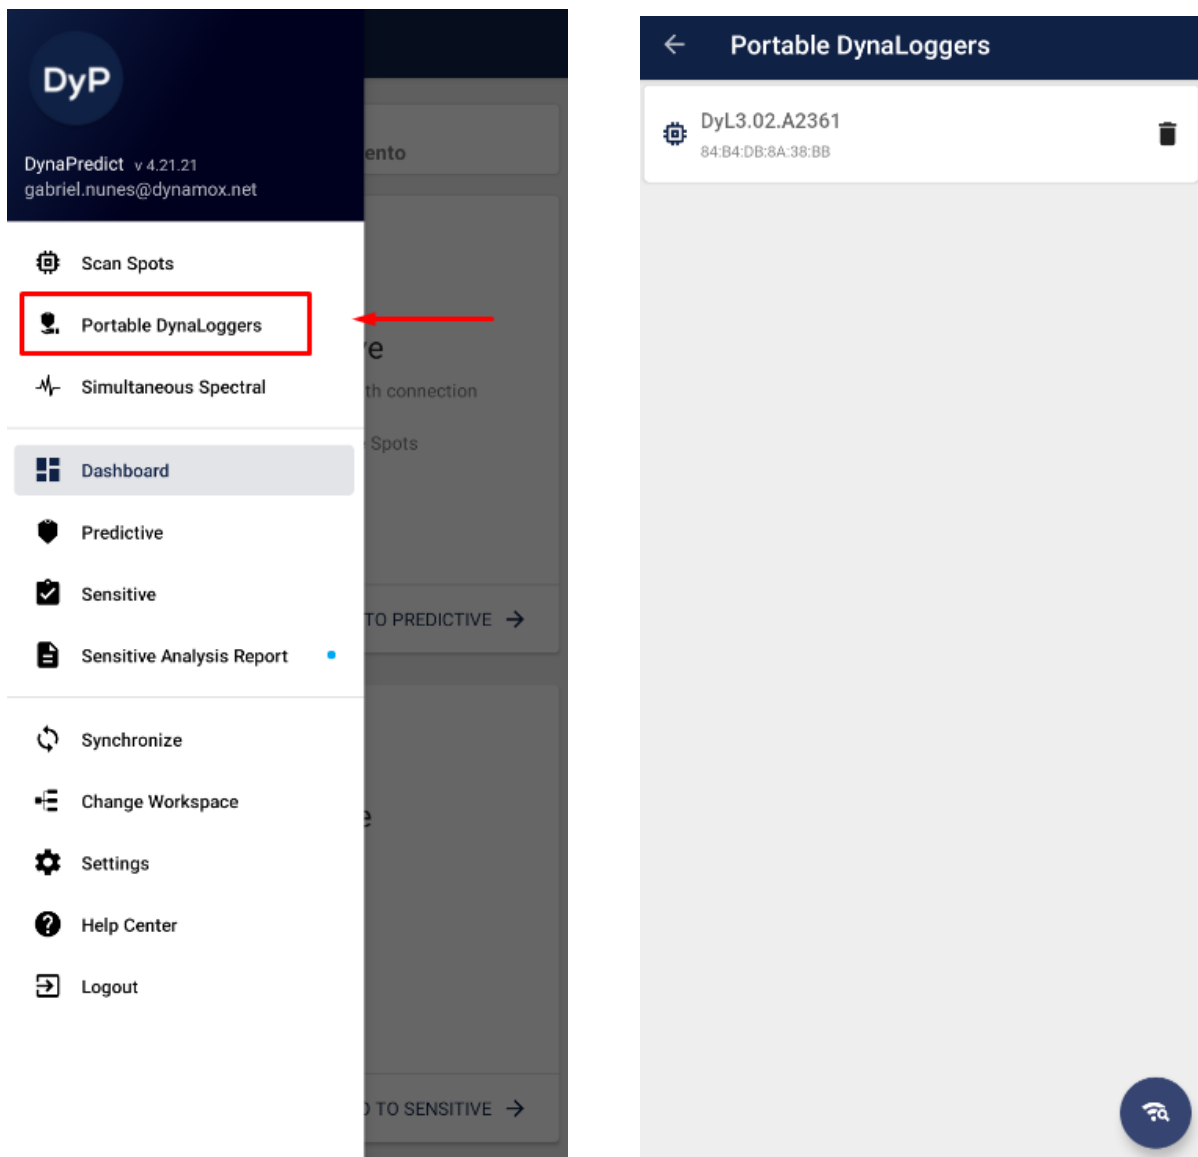 DyP
DynaPredict v 4.21.21
gabriel.nunes@dynamox.net
Scan Spots
Portable DynaLoggers
Simultaneous Spectral
Dashboard
Predictive
Sensitive
Sensitive Analysis Report
Synchronize
Change Workspace
Settings
Help Center
Logout
ento
e
th connection
Spots
TO PREDICTIVE
e
TO SENSITIVE
Portable DynaLoggers
DyL3.02.A2361
84:B4:DB:8A:38:BB